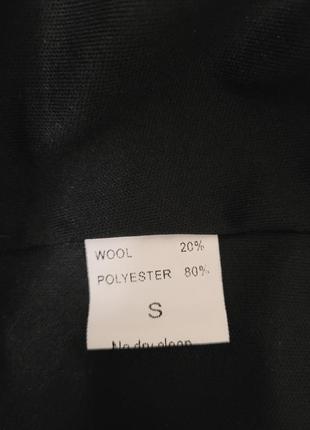 WOOL 20%
POLYESTER 80%
S
No dry clean